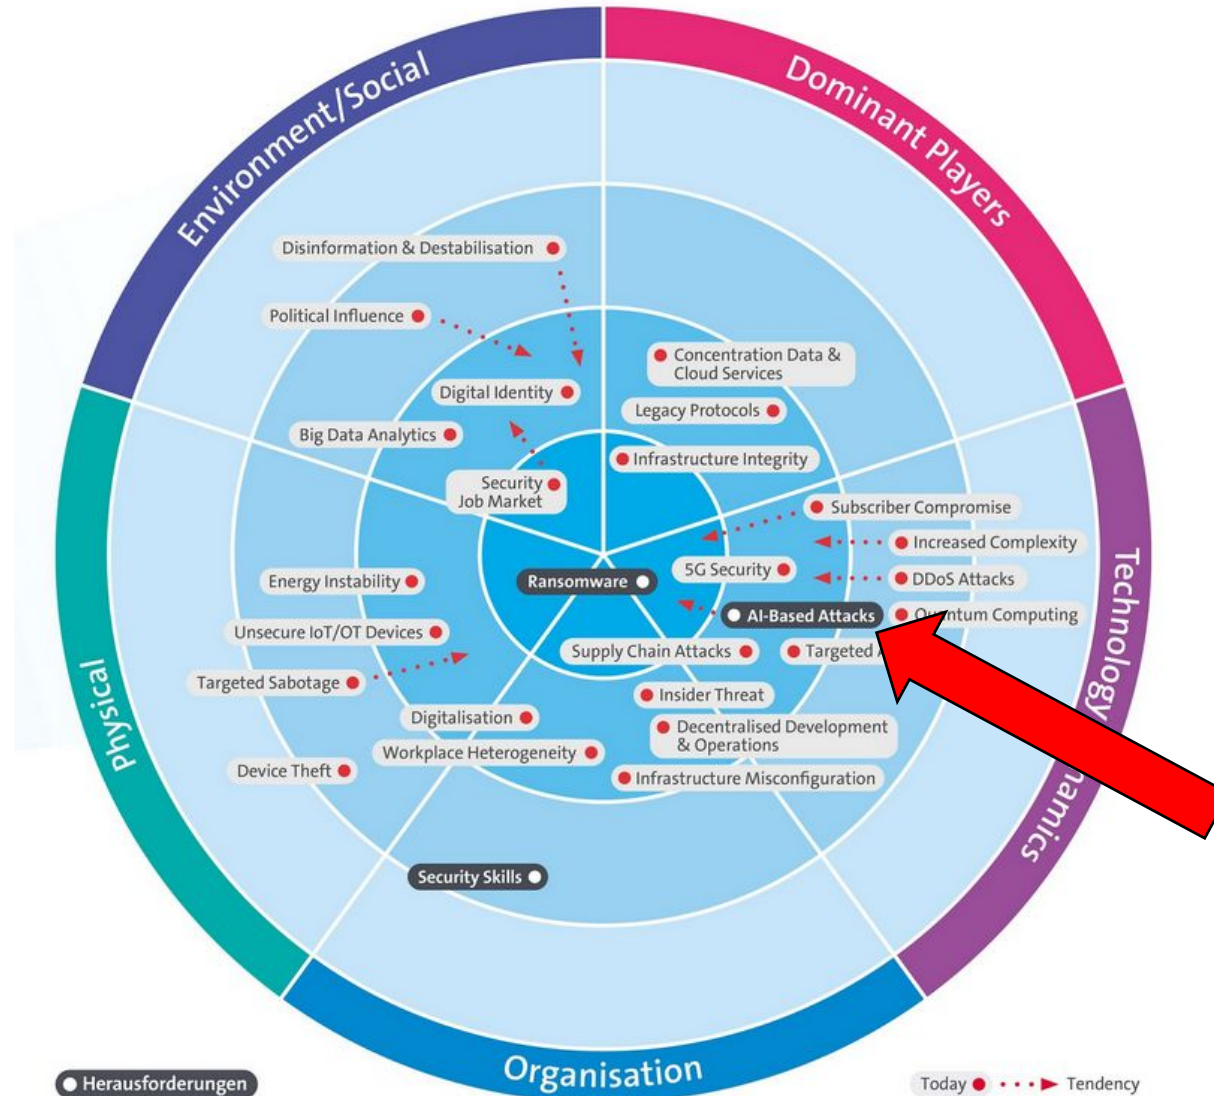 Environment/Social
Dominant Players
Disinformation & Destabilisation
Political Influence
Concentration Data &
Cloud Services
Digital Identity
Legacy Protocols
Big Data Analytics
Infrastructure Integrity
Security
Job Market
Subscriber Compromise
Increased Complexity
5G Security
Energy Instability
Ransomware
DDoS Attacks
AI-Based Attacks
Quantum Computing
Unsecure IoT/OT Devices
Supply Chain Attacks
Targeted
Targeted Sabotage
Insider Threat
Digitalisation
Decentralised Development
& Operations
Workplace Heterogeneity
Device Theft
Infrastructure Misconfiguration
Physical
Technology
Security Skills
Organisation
Herausforderungen
Today
Tendency